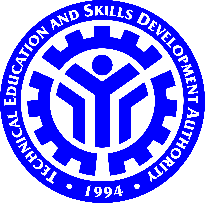 TECHNICAL EDUCATION AND SKILLS DEVELOPMENT AUTHORITY
• 1994 •